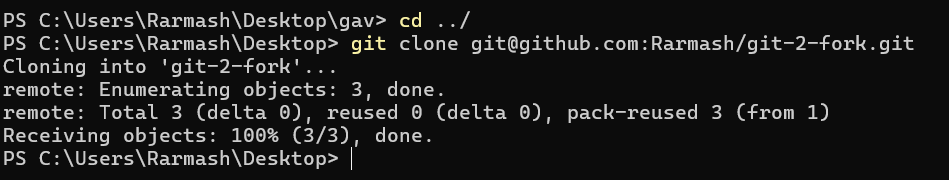 PS C:\Users\Rarmash\Desktop\gav> cd ../
PS C:\Users\Rarmash\Desktop> git clone git@github.com:Rarmash/git-2-fork.git
Cloning into 'git-2-fork'...
remote: Enumerating objects: 3, done.
remote: Total 3 (delta 0), reused 0 (delta 0), pack-reused 3 (from 1)
Receiving objects: 100% (3/3), done.
PS C:\Users\Rarmash\Desktop>